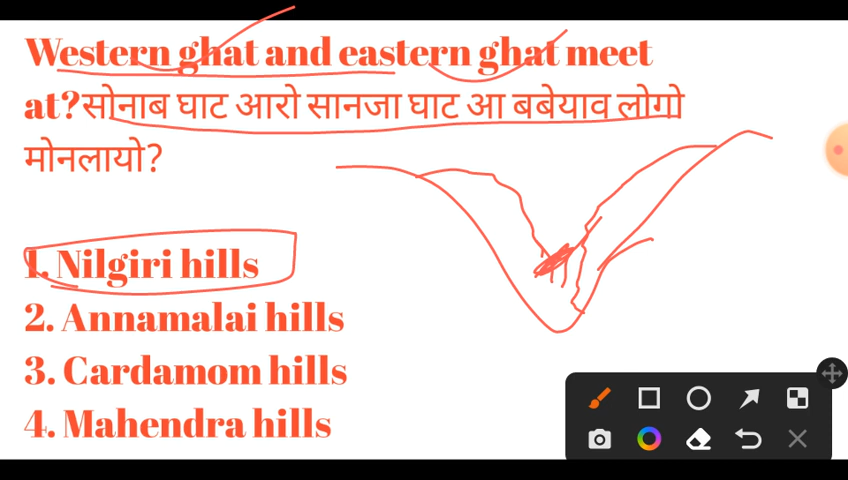 Western ghat and eastern ghat meet
at?सोनाब घाट आरो सानजा घाट आ बबेयाव लोगो
मोनलायो?
1. Nilgiri hills
2. Annamalai hills
3. Cardamom hills
4. Mahendra hills